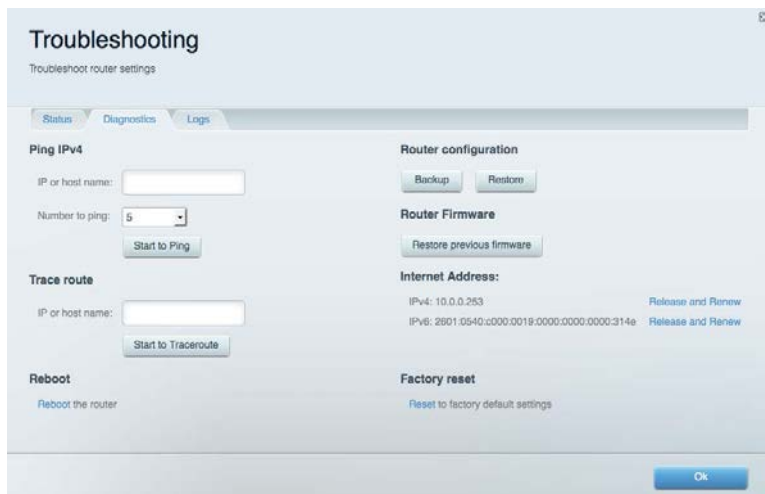 Troubleshooting
Troubleshoot router settings
Status
Diagnostics
Logs
Ping IPv4
IP or host name:
Number to ping: 5
Start to Ping
Trace route
IP or host name:
Start to Traceroute
Reboot
Reboot the router
Router configuration
Backup
Restore
Router Firmware
Restore previous firmware
Internet Address:
IPv4: 10.0.0.253 Release and Renew
IPv6: 2601:0540:c000:0019:0000:0000:0000:314e Release and Renew
Factory reset
Reset to factory default settings
Ok